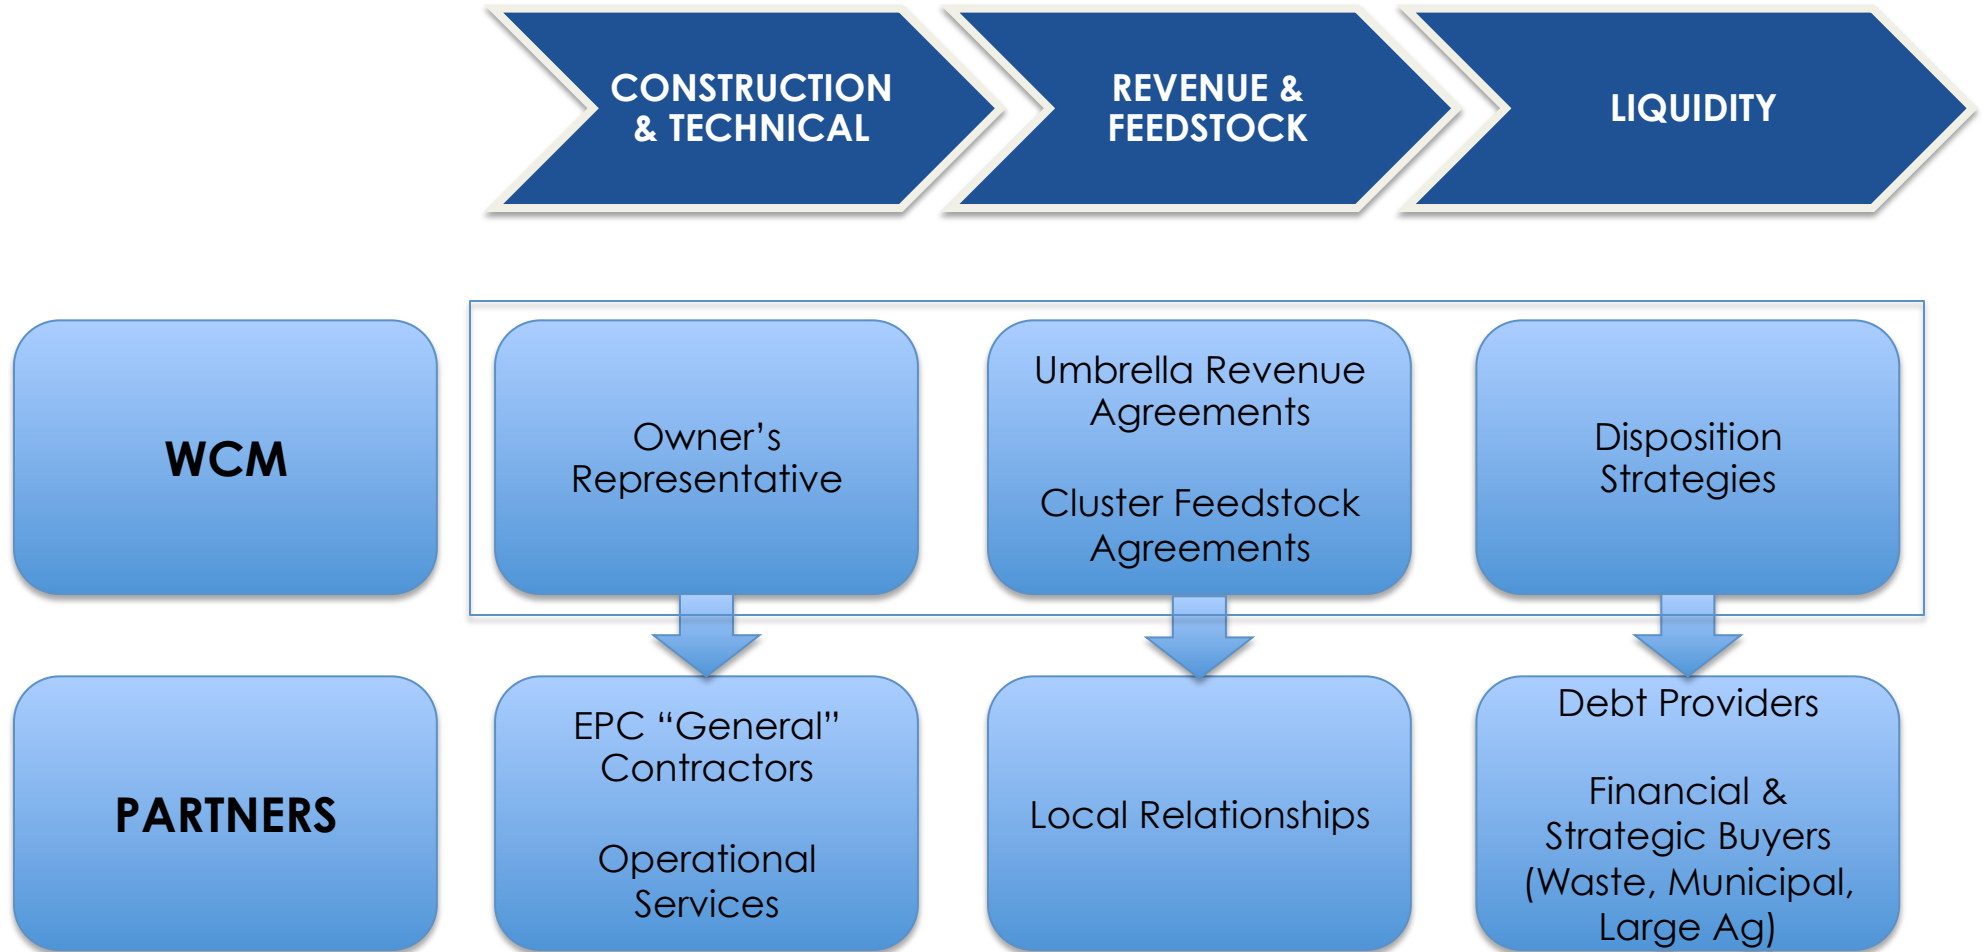 CONSTRUCTION
& TECHNICAL
REVENUE &
FEEDSTOCK
LIQUIDITY
WCM
Owner’s
Representative
Umbrella Revenue
Agreements
Cluster Feedstock
Agreements
Disposition
Strategies
PARTNERS
EPC “General”
Contractors
Operational
Services
Local Relationships
Debt Providers
Financial &
Strategic Buyers
(Waste, Municipal,
Large Ag)